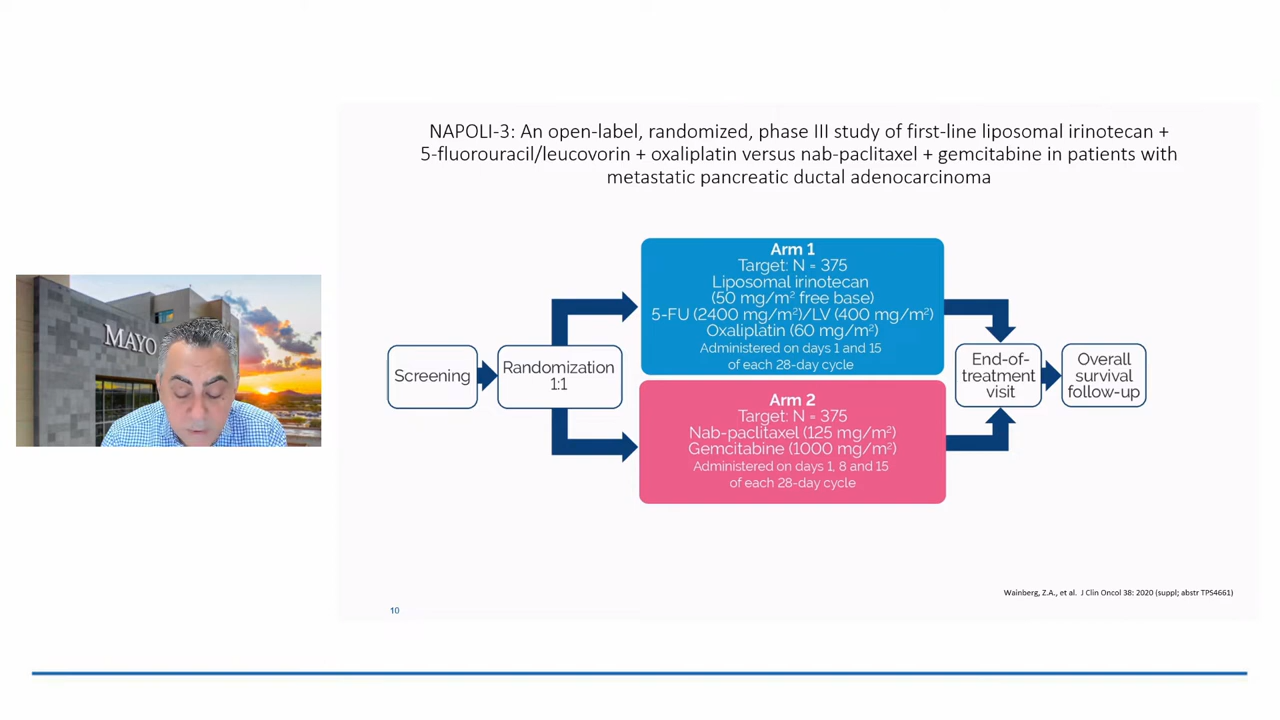 NAPOLI-3: An open-label, randomized, phase III study of first-line liposomal irinotecan +
5-fluorouracil/leucovorin + oxaliplatin versus nab-paclitaxel + gemcitabine in patients with
metastatic pancreatic ductal adenocarcinoma
MAYO
Screening
Randomization
1:1
Arm 1
Target: N = 375
Liposomal irinotecan
(50 mg/m² free base)
5-FU (2400 mg/m²)/LV (400 mg/m²)
Oxaliplatin (60 mg/m²)
Administered on days 1 and 15
of each 28-day cycle
Arm 2
Target: N = 375
Nab-paclitaxel (125 mg/m²)
Gemcitabine (1000 mg/m²)
Administered on days 1, 8 and 15
of each 28-day cycle
End-of-
treatment
visit
Overall
survival
follow-up
Wainberg, Z.A., et al. J Clin Oncol 38: 2020 (suppl; abstr TPS4661)
10